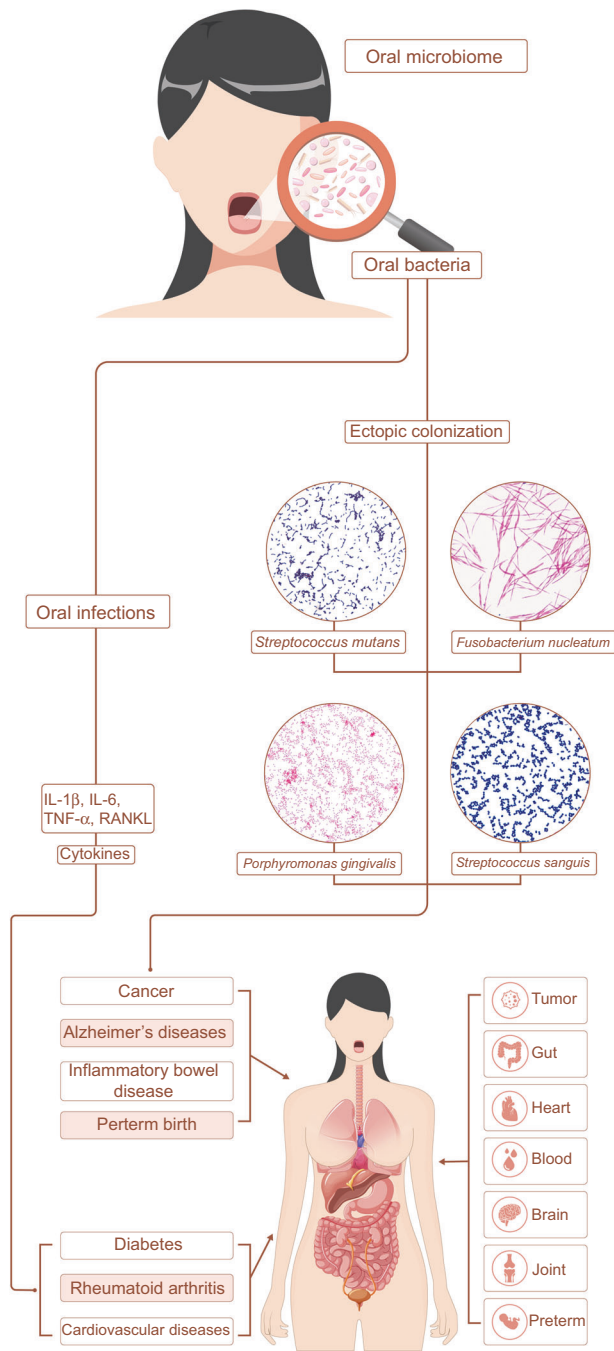 Oral microbiome
Oral bacteria
Ectopic colonization
Streptococcus mutans
Fusobacterium nucleatum
Oral infections
Porphyromonas gingivalis
Streptococcus sanguis
IL-1β, IL-6,
TNF-α, RANKL
Cytokines
Cancer
Alzheimer's diseases
Inflammatory bowel
disease
Perterm birth
Diabetes
Rheumatoid arthritis
Cardiovascular diseases
Tumor
Gut
Heart
Blood
Brain
Joint
Preterm